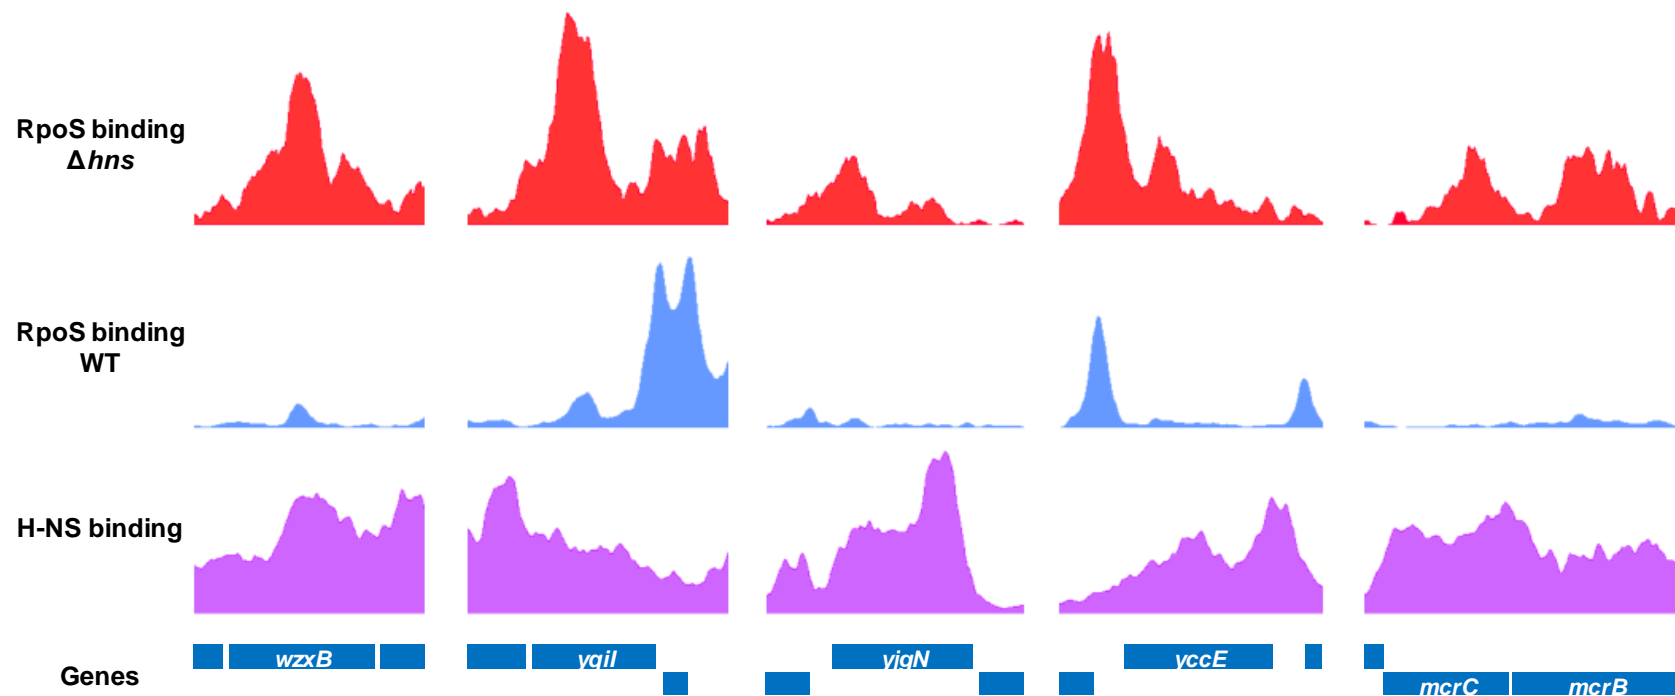 RpoS binding
Δhns
RpoS binding
WT
H-NS binding
Genes
wzxB
ygiI
yjgN
yccE
mcrC
mcrB